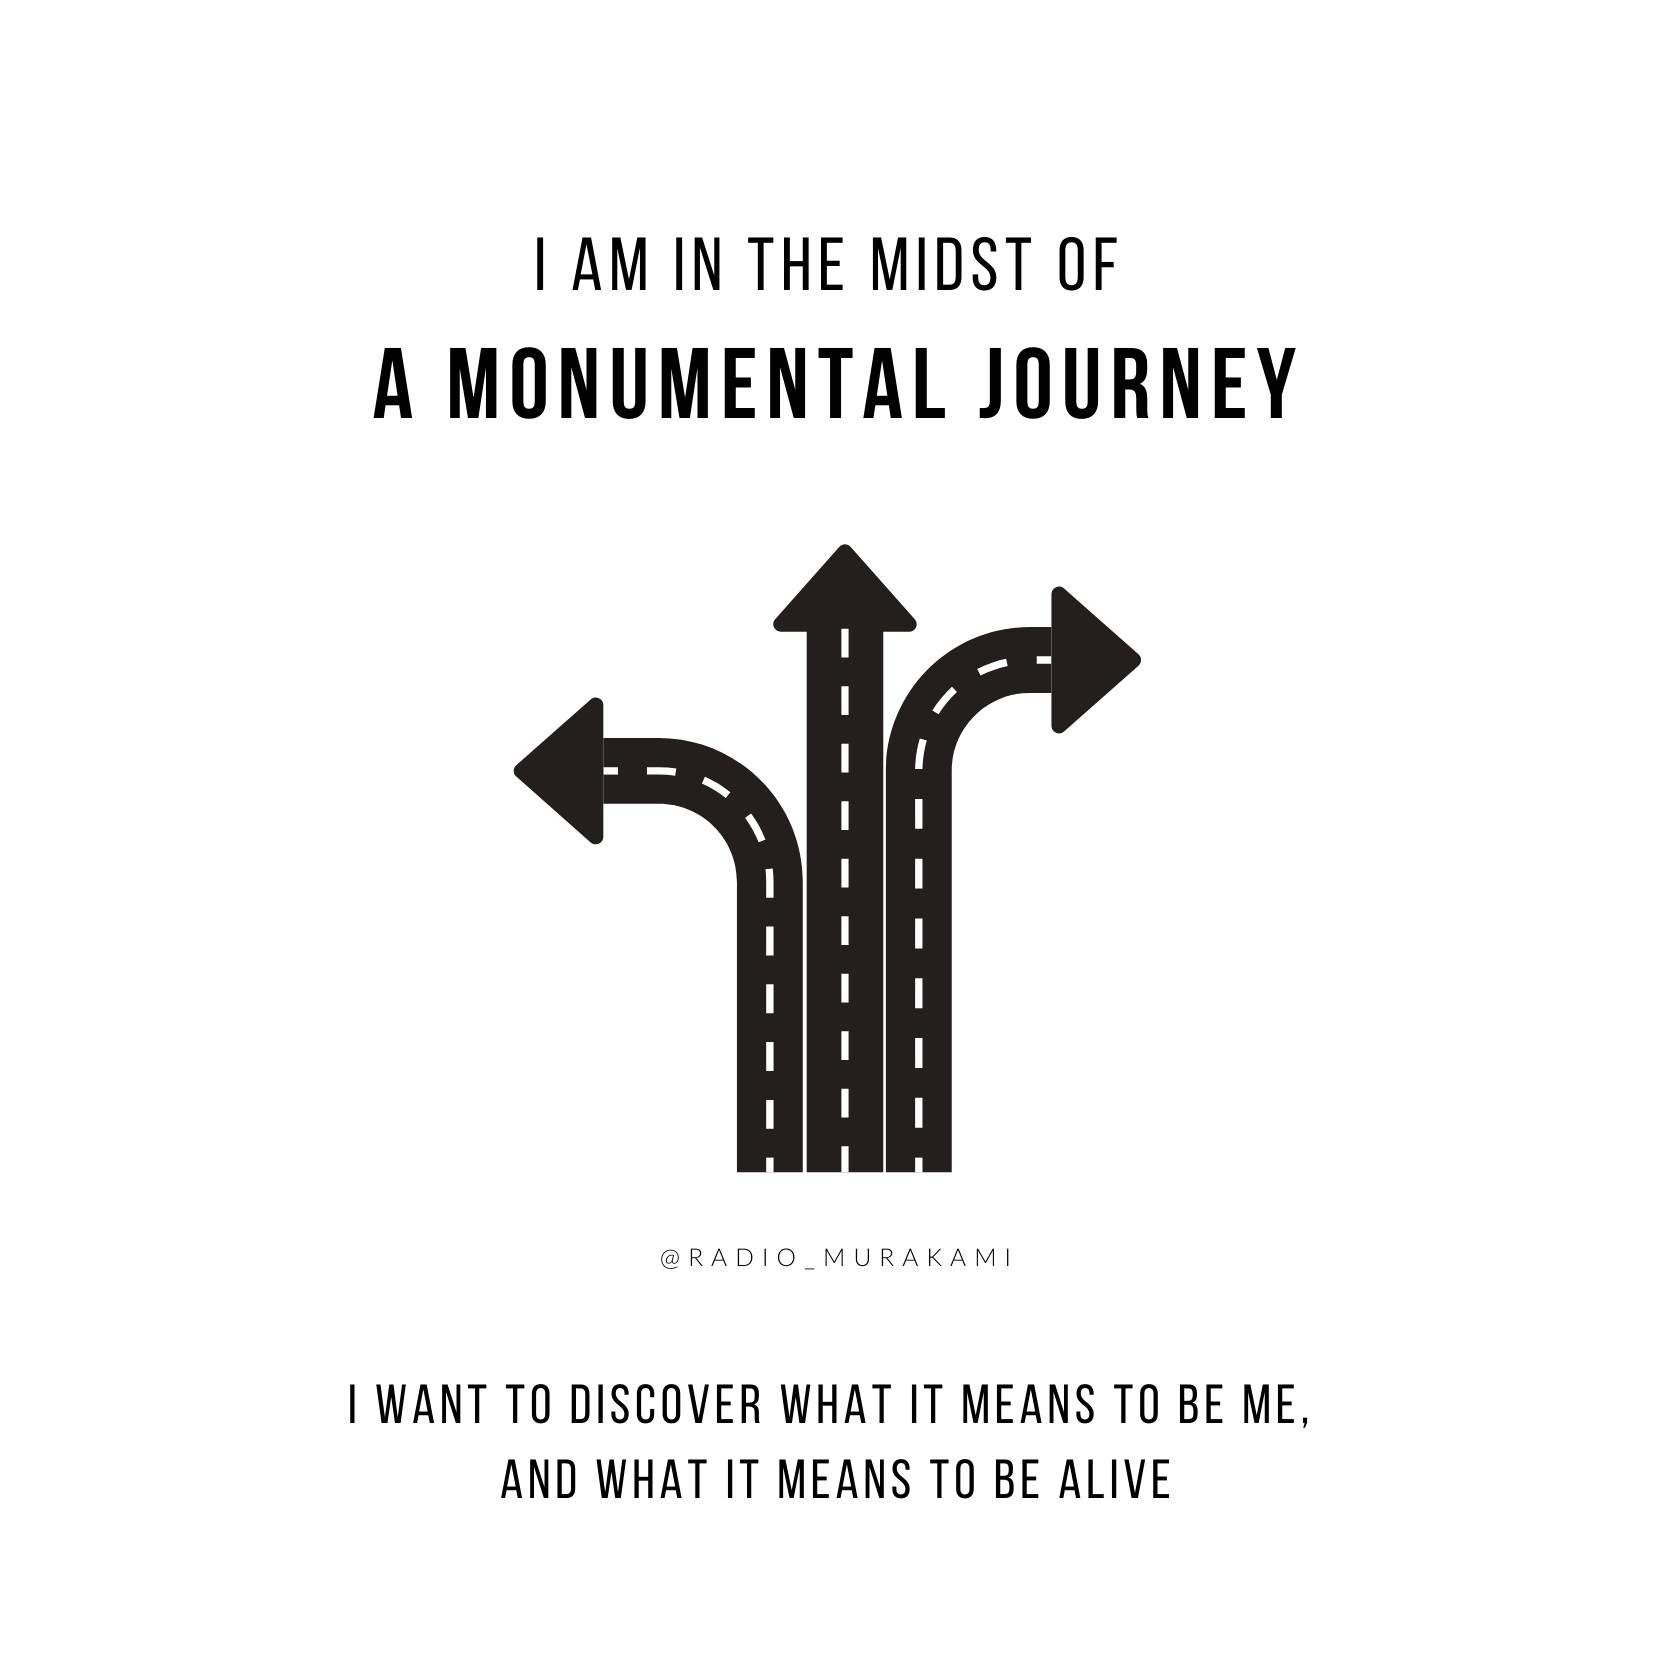 I AM IN THE MIDST OF
A MONUMENTAL JOURNEY
@RADIO_MURAKAMI
I WANT TO DISCOVER WHAT IT MEANS TO BE ME,
AND WHAT IT MEANS TO BE ALIVE